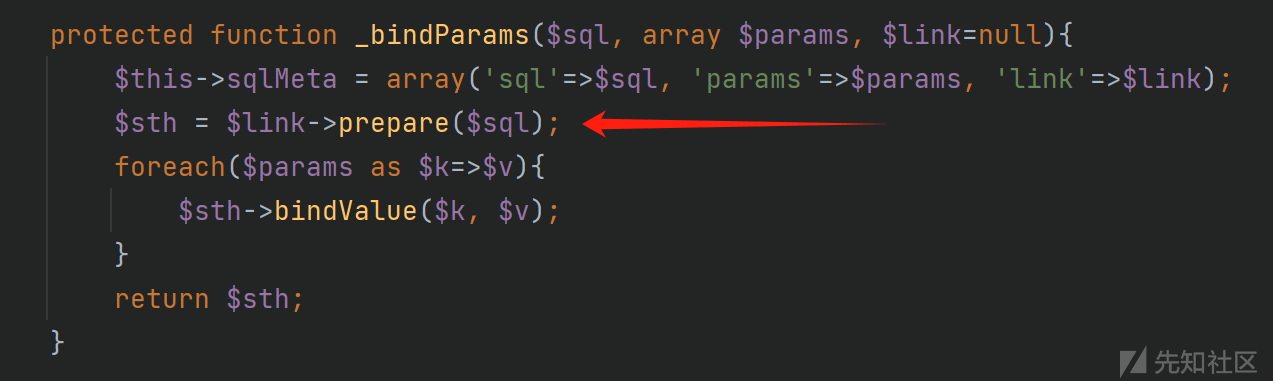 protected function _bindParams($sql, array $params, $link=null){
    $this->sqlMeta = array('sql'=>$sql, 'params'=>$params, 'link'=>$link);
    $sth = $link->prepare($sql);
    foreach($params as $k=>$v){
        $sth->bindValue($k, $v);
    }
    return $sth;
}
先知社区